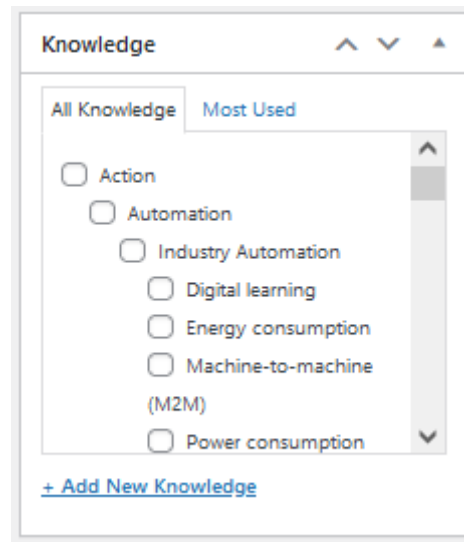 Knowledge
All Knowledge Most Used
Action
Automation
Industry Automation
Digital learning
Energy consumption
Machine-to-machine
(M2M)
Power consumption
+ Add New Knowledge